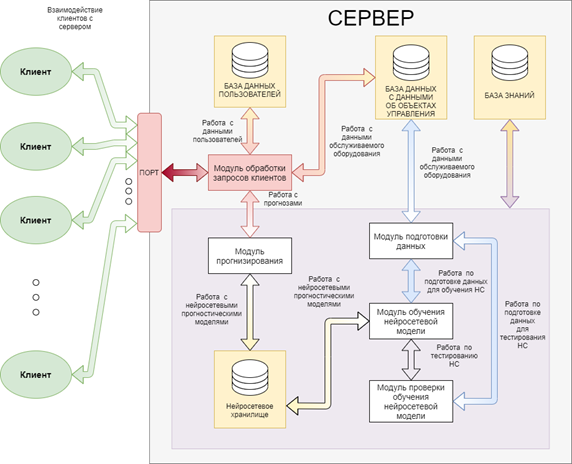 Взаимодействие
клиентов с
сервером
СЕРВЕР
Клиент
Клиент
Клиент
Клиент
ПОРТ
БАЗА ДАННЫХ
ПОЛЬЗОВАТЕЛЕЙ
БАЗА ДАННЫХ
С ДАННЫМИ
ОБ ОБЪЕКТАХ
УПРАВЛЕНИЯ
БАЗА ЗНАНИЙ
Работа с
данными
пользователей
Работа с
данными
обслуживаемого
оборудования
Работа с
данными
обслуживаемого
оборудования
Модуль обработки
запросов клиентов
Работа с
прогнозами
Модуль
прогнизирования
Модуль подготовки
данных
Работа с
нейросетевыми
прогностическими
моделями
Работа с
нейросетевыми
прогностическими
моделями
Работа по
подготовке данных
для обучения НС
Работа по
подготовке
данных
для
тестирования
НС
Модуль обучения
нейросетевой
модели
Работа по
тестированию
НС
Нейросетевое
хранилище
Модуль проверки
обучения
нейросетевой модели